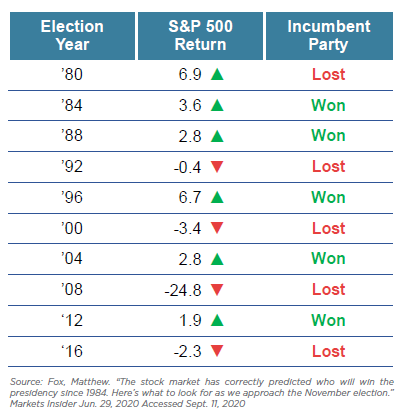 Election Year S&P 500 Return Incumbent Party
’80 6.9 ▲ Lost
’84 3.6 ▲ Won
’88 2.8 ▲ Won
’92 -0.4 ▼ Lost
’96 6.7 ▲ Won
’00 -3.4 ▼ Lost
’04 2.8 ▲ Won
’08 -24.8 ▼ Lost
‘12 1.9 ▲ Won
‘16 -2.3 ▼ Lost
Source: Fox, Matthew. “The stock market has correctly predicted who will win the
presidency since 1984. Here’s what to look for as we approach the November election.”
Markets Insider Jun. 29, 2020 Accessed Sept. 11, 2020